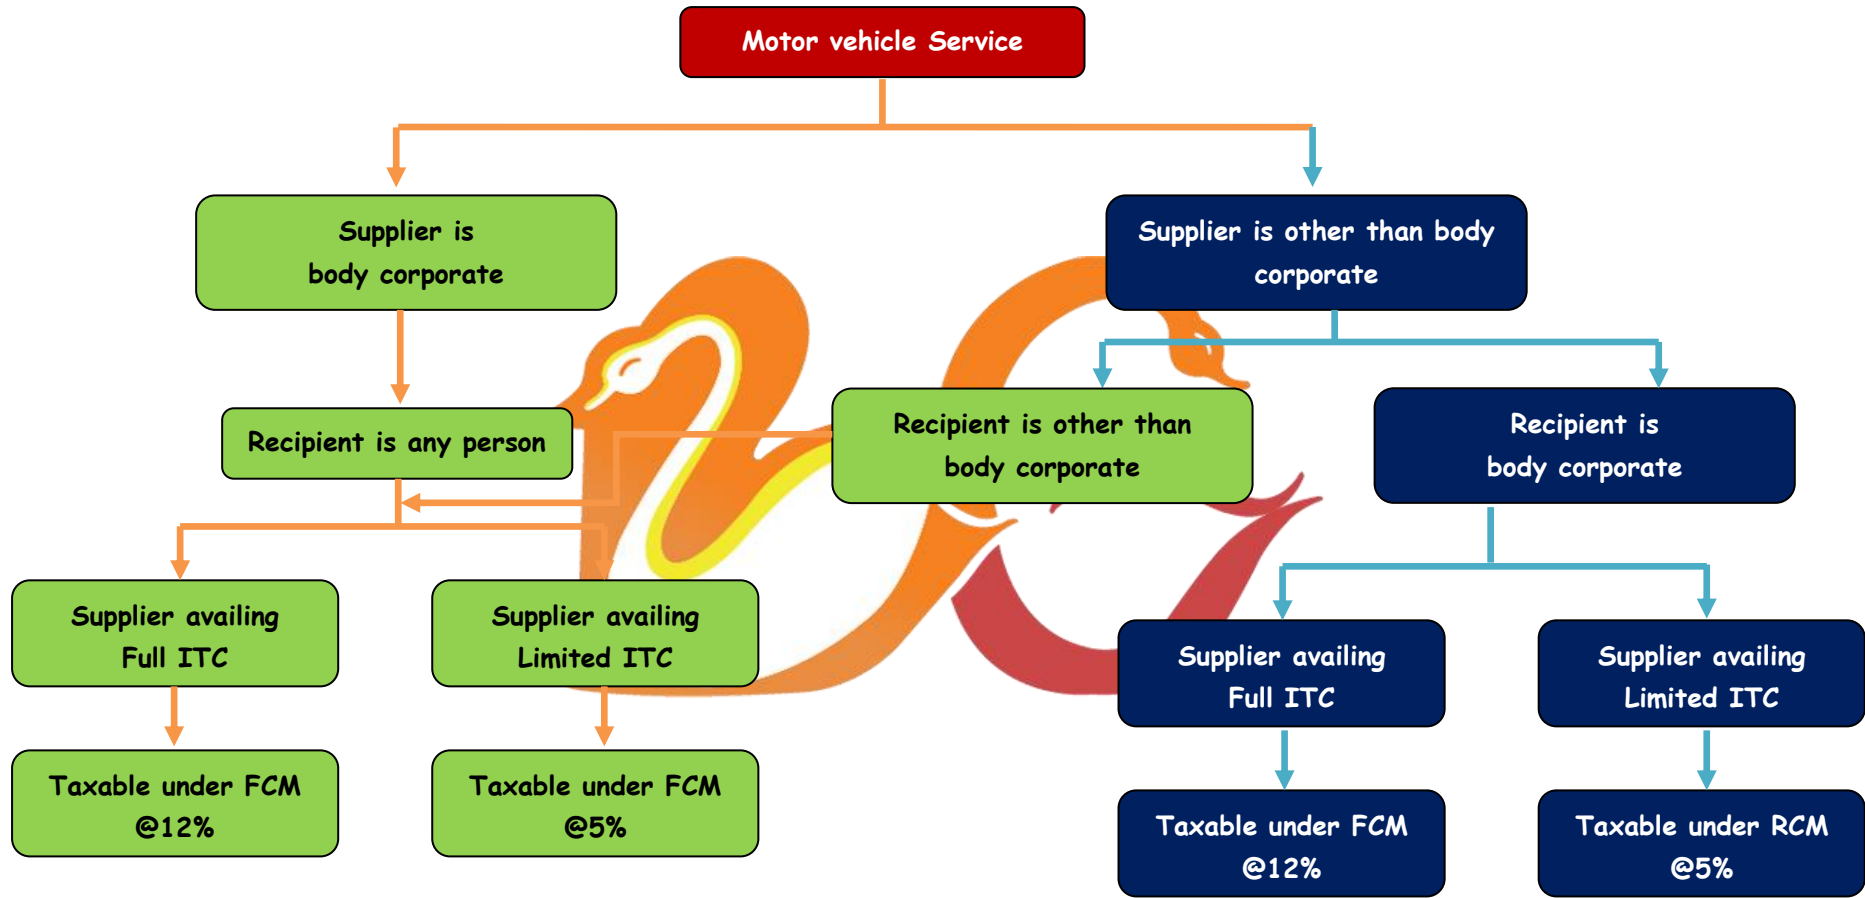 Motor vehicle Service
Supplier is
body corporate
Supplier is other than body
corporate
Recipient is any person
Recipient is other than
body corporate
Recipient is
body corporate
Supplier availing
Full ITC
Supplier availing
Limited ITC
Supplier availing
Full ITC
Supplier availing
Limited ITC
Taxable under FCM
@12%
Taxable under FCM
@5%
Taxable under FCM
@12%
Taxable under RCM
@5%